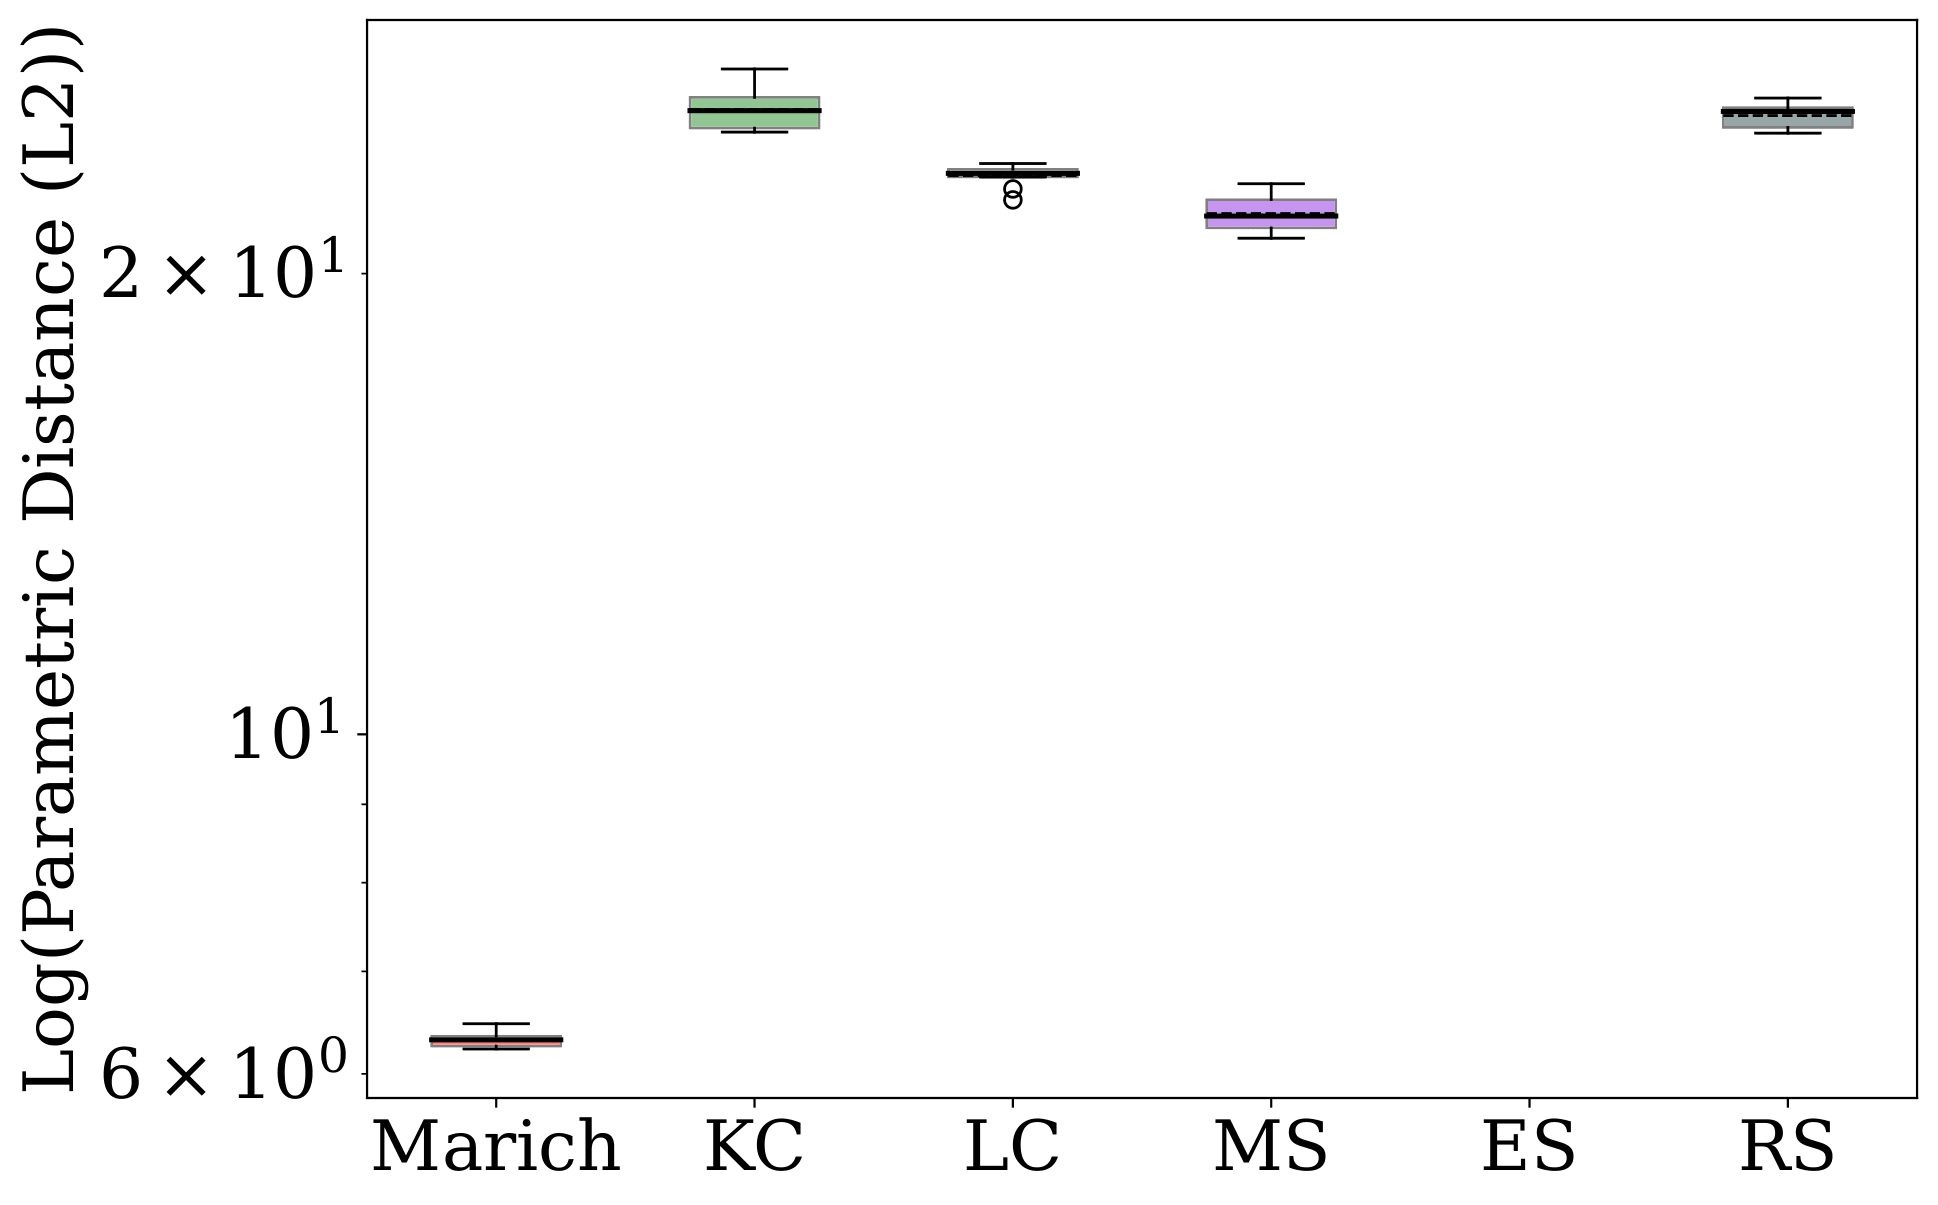 Log(Parametric Distance (L2))
2 × 10¹
10¹
6 × 10⁰
Marich KC LC MS ES RS